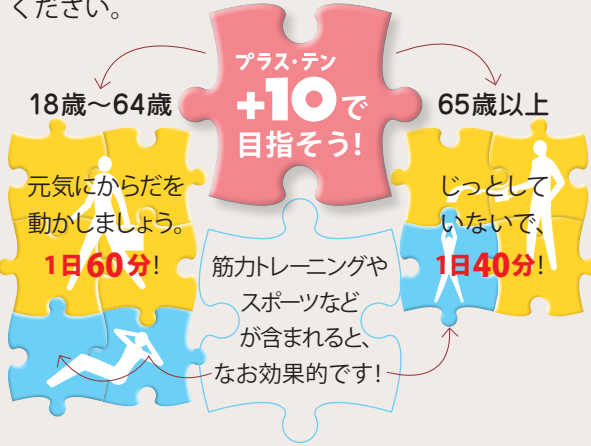 ください。
プラス・テン
+10で
目指そう!
18歳～64歳
元気にからだを
動かしましょう。
1日60分!
65歳以上
じっとして
いないで、
1日40分!
筋力トレーニングや
スポーツなど
が含まれると、
なお効果的です!